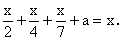 x/2 + x/4 + x/7 + a = x.